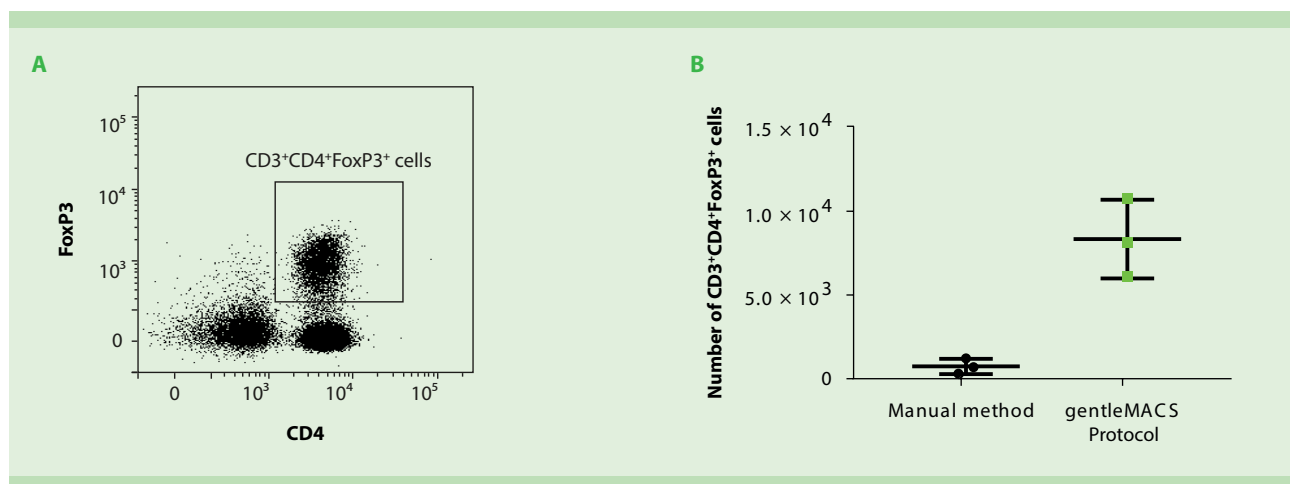 A
FoxP3
10⁵
10⁴
10³
0
CD3⁺CD4⁺FoxP3⁺ cells
0
10³
10⁴
10⁵
CD4
B
Number of CD3⁺CD4⁺FoxP3⁺ cells
1.5 × 10⁴
1.0 × 10⁴
5.0 × 10³
0
Manual method
gentleMACS
Protocol